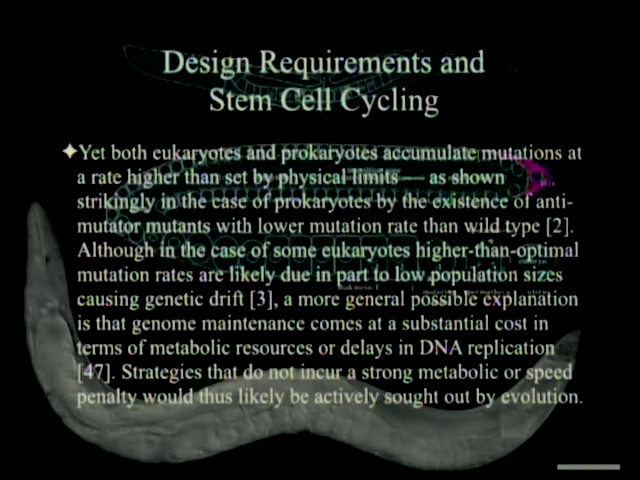 Design Requirements and
Stem Cell Cycling
✦Yet both eukaryotes and prokaryotes accumulate mutations at
a rate higher than set by physical limits — as shown
strikingly in the case of prokaryotes by the existence of anti-
mutator mutants with lower mutation rate than wild type [2].
Although in the case of some eukaryotes higher-than-optimal
mutation rates are likely due in part to low population sizes
causing genetic drift [3], a more general possible explanation
is that genome maintenance comes at a substantial cost in
terms of metabolic resources or delays in DNA replication
[47]. Strategies that do not incur a strong metabolic or speed
penalty would thus likely be actively sought out by evolution.